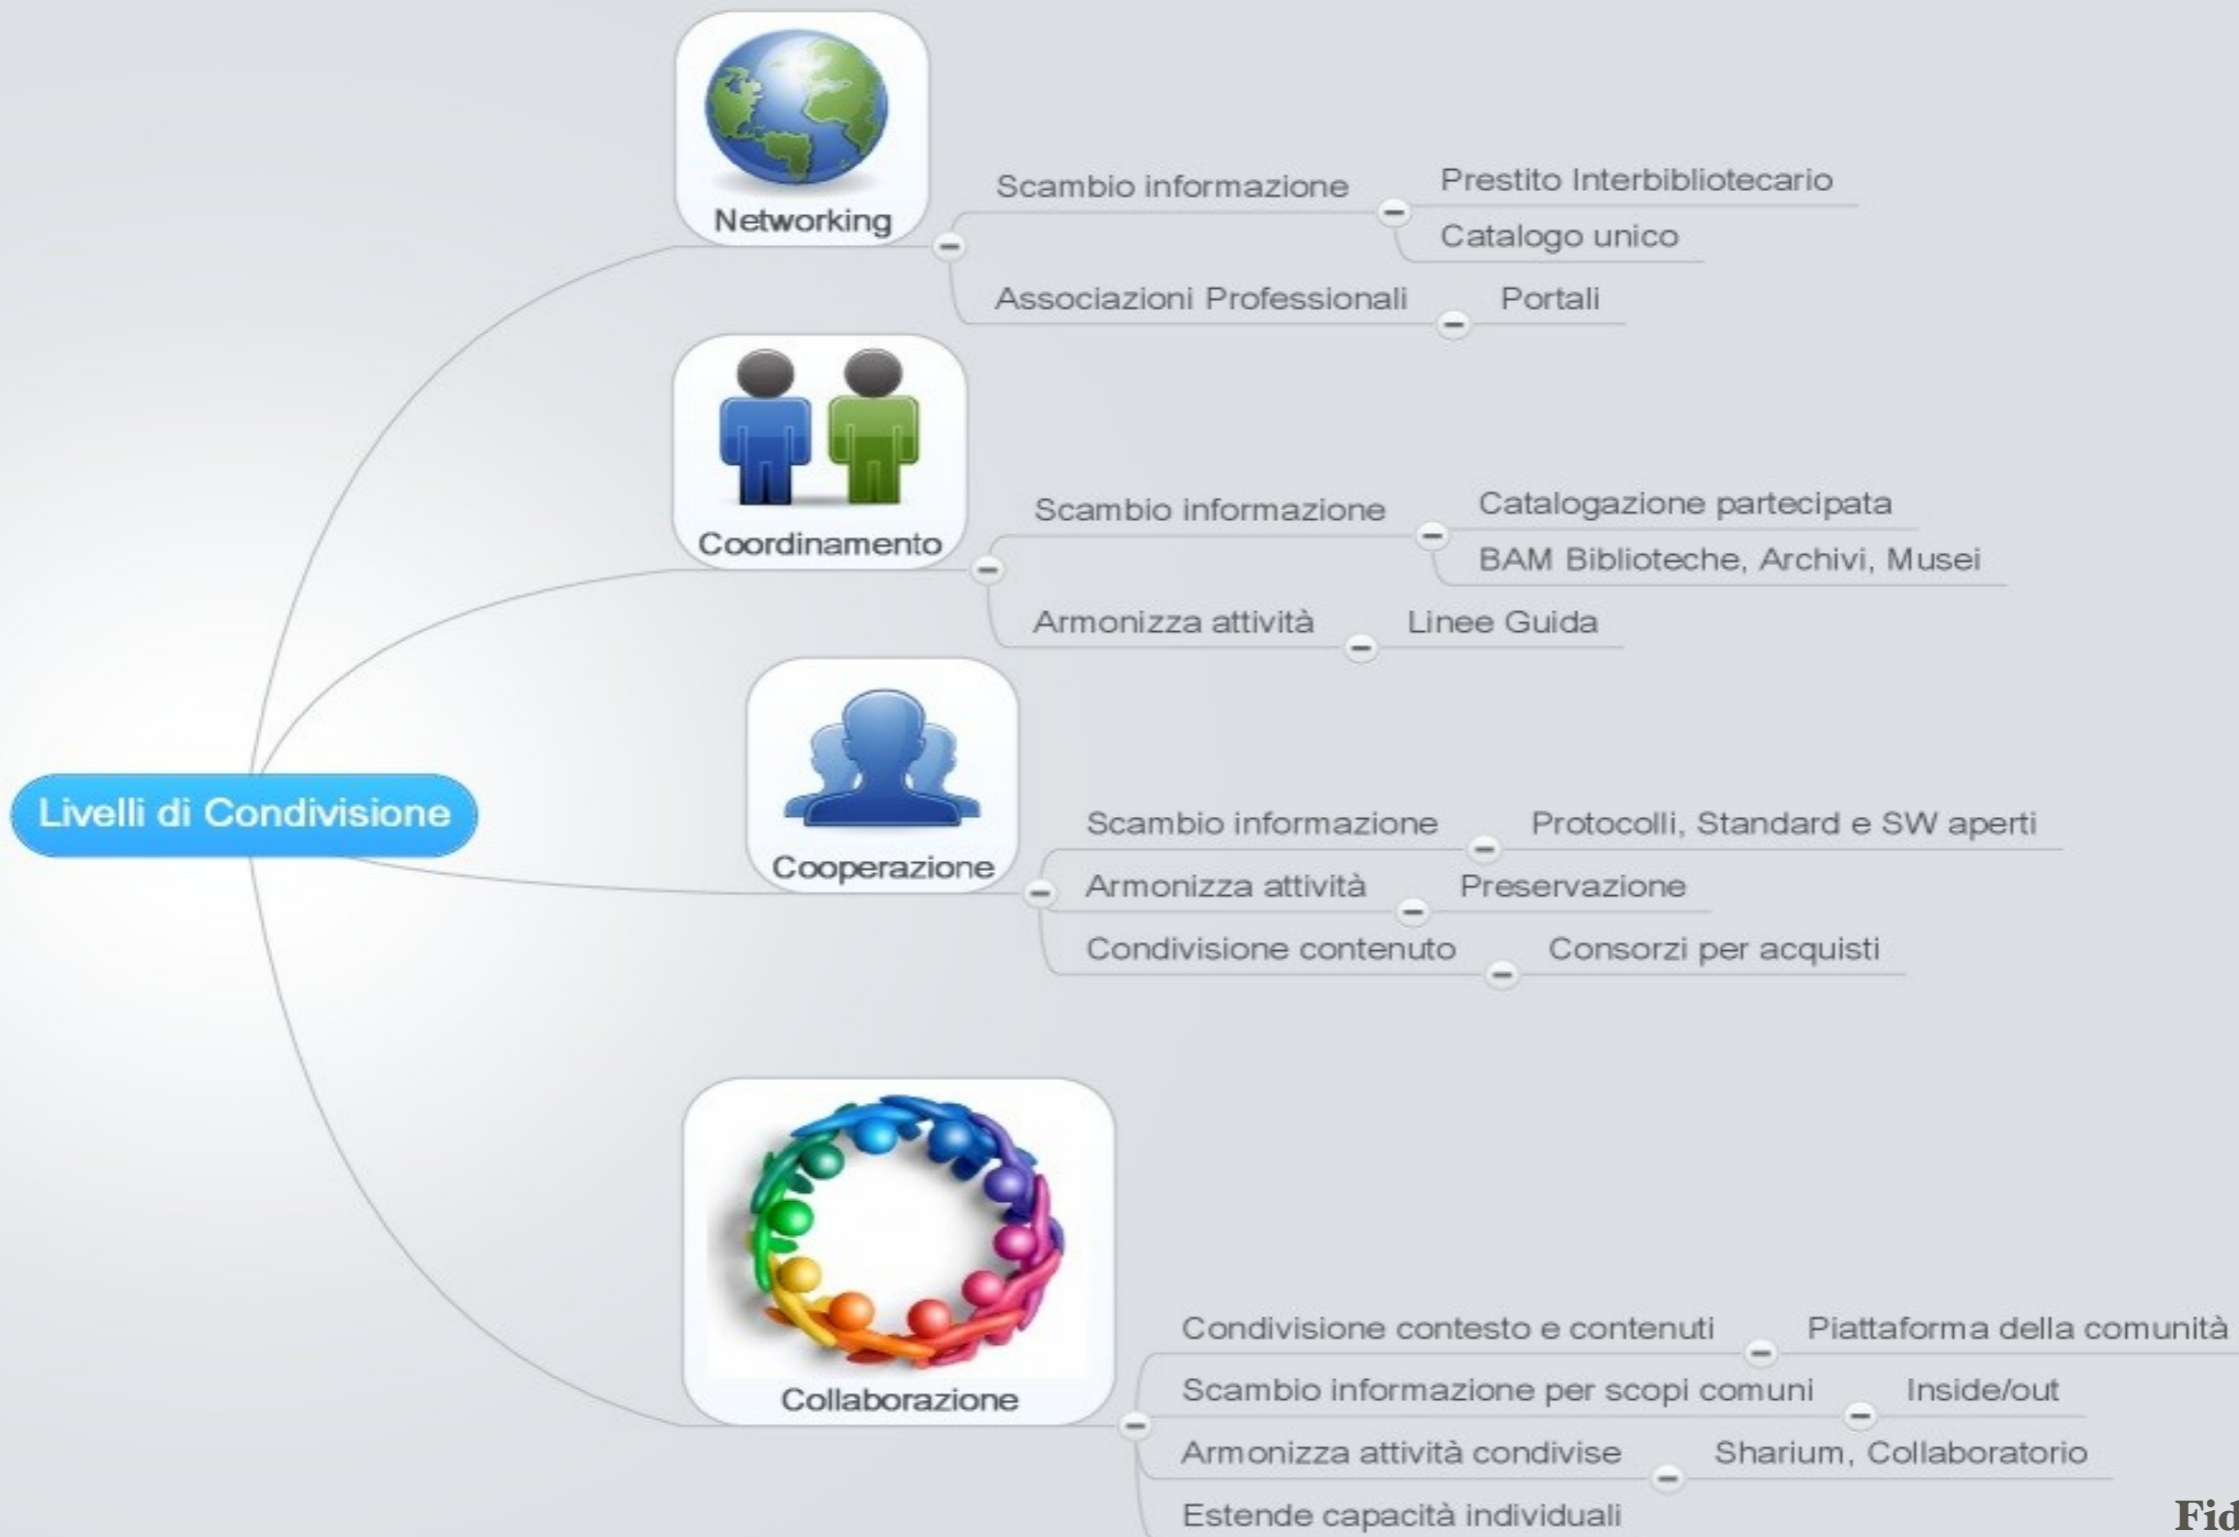 Networking
Scambio informazione
Prestito Interbibliotecario
Catalogo unico
Associazioni Professionali
Portali
Coordinamento
Scambio informazione
Catalogazione partecipata
BAM Biblioteche, Archivi, Musei
Armonizza attività
Linee Guida
Livelli di Condivisione
Cooperazione
Scambio informazione
Protocolli, Standard e SW aperti
Armonizza attività
Preservazione
Condivisione contenuto
Consorzi per acquisti
Collaborazione
Condivisione contesto e contenuti
Piattaforma della comunità
Scambio informazione per scopi comuni
Inside/out
Armonizza attività condivise
Sharium, Collaboratorio
Estende capacità individuali